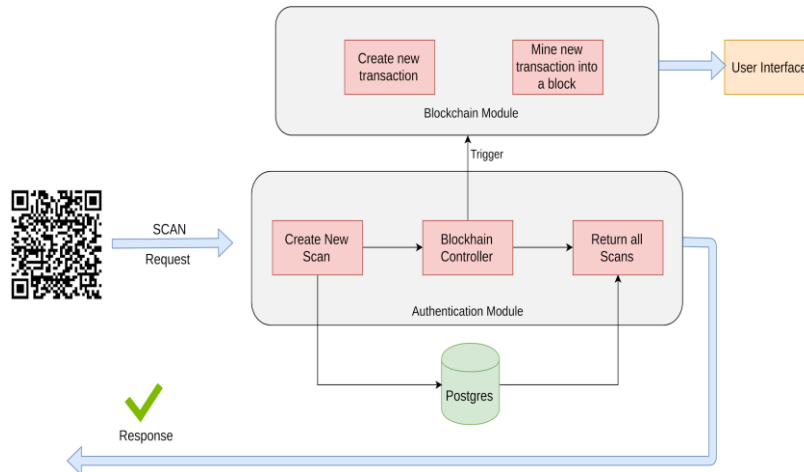 Create new
transaction
Mine new
transaction into
a block
User Interface
Blockchain Module
Trigger
SCAN
Request
Create New
Scan
Blockhain
Controller
Return all
Scans
Authentication Module
Postgres
Response